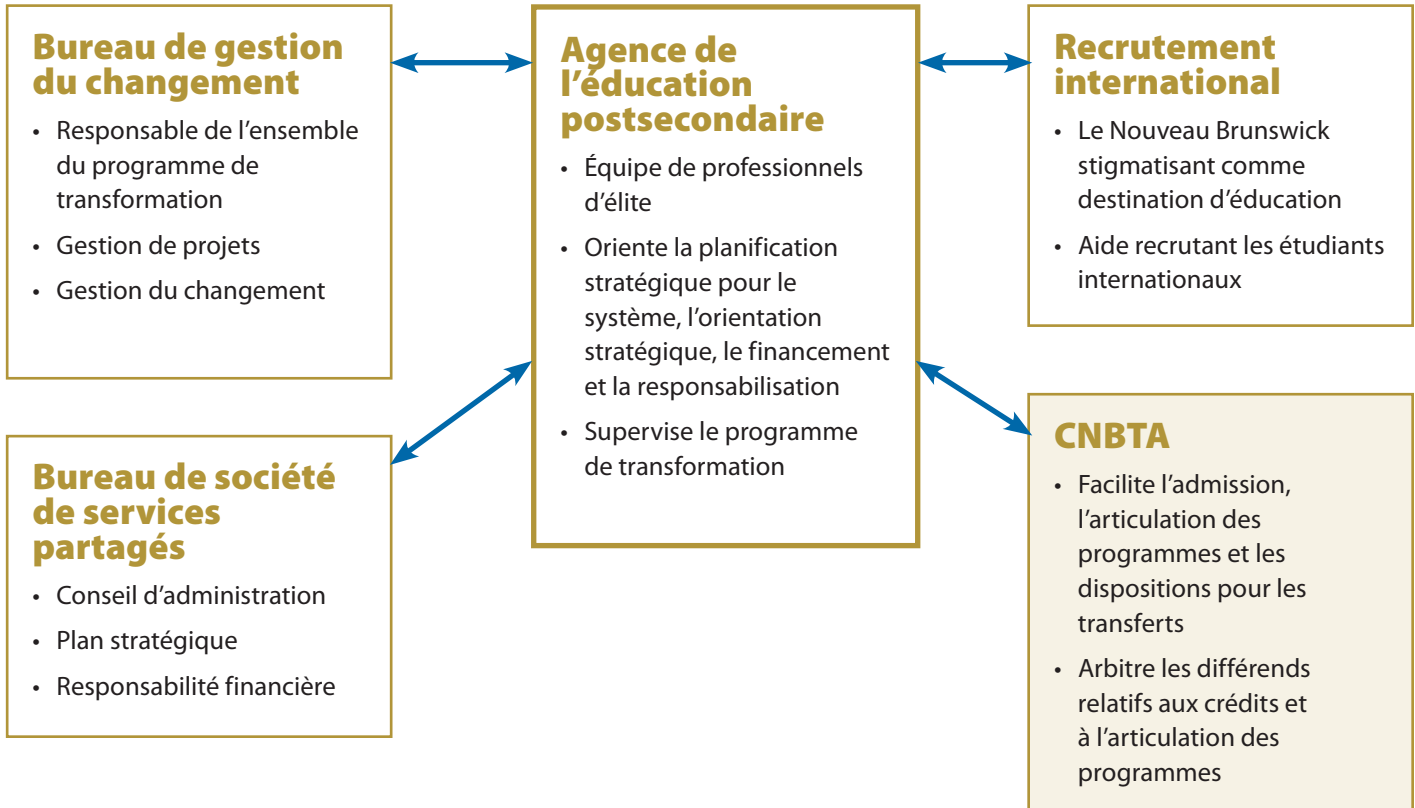 Bureau de gestion
du changement
• Responsable de l'ensemble
du programme de
transformation
• Gestion de projets
• Gestion du changement
Bureau de société
de services
partagés
• Conseil d'administration
• Plan stratégique
• Responsabilité financière
Agence de
l'éducation
postsecondaire
• Équipe de professionnels
d'élite
• Oriente la planification
stratégique pour le
système, l'orientation
stratégique, le financement
et la responsabilisation
• Supervise le programme
de transformation
Recrutement
international
• Le Nouveau Brunswick
stigmatisant comme
destination d'éducation
• Aide recrutant les étudiants
internationaux
CNBTA
• Facilite l'admission,
l'articulation des
programmes et les
dispositions pour les
transferts
• Arbitre les différends
relatifs aux crédits et
à l'articulation des
programmes